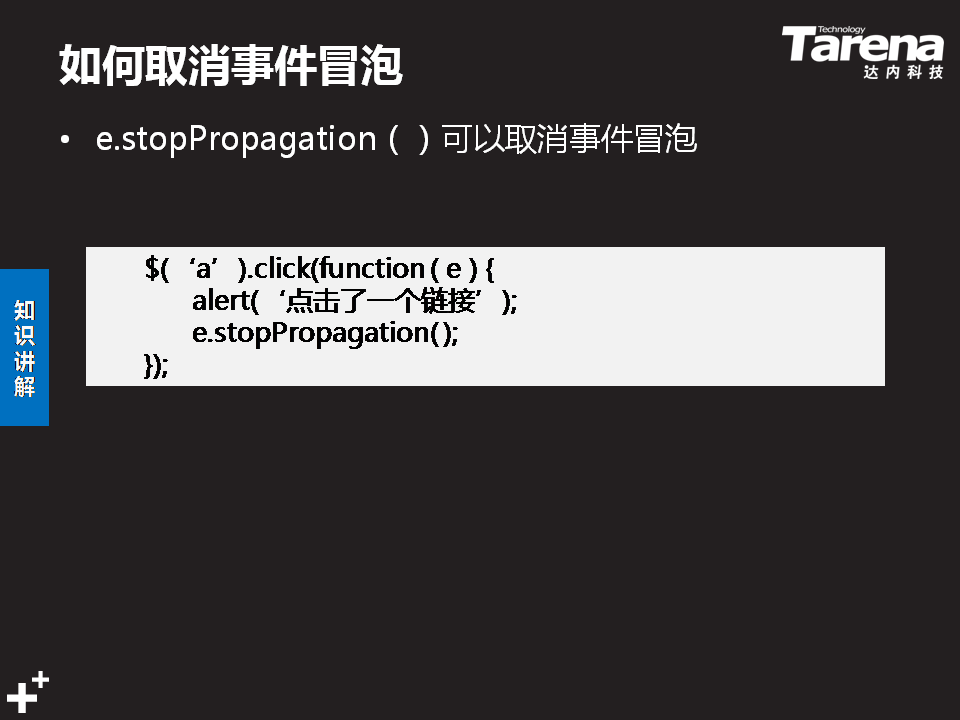 如何取消事件冒泡
Technology
Tarena
达内科技
• e.stopPropagation（）可以取消事件冒泡
$(‘a’).click(function ( e ) {
alert(‘点击了一个链接’);
e.stopPropagation( );
});
知识讲解